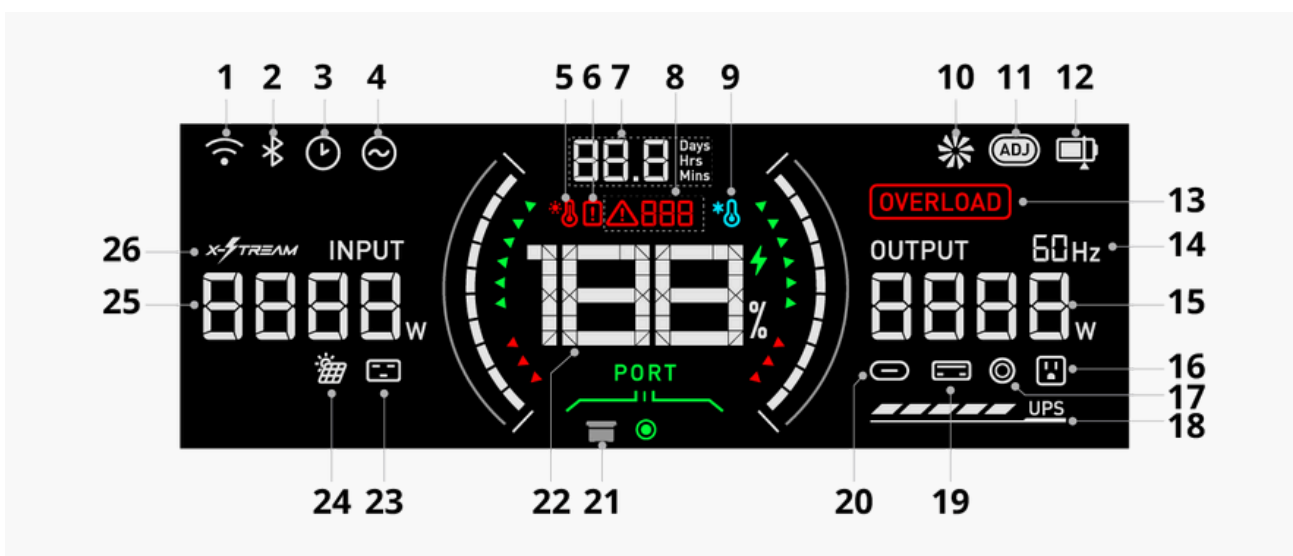 1 2 3 4 5 6 7 8 9 10 11 12
88.8 Days
Hrs
Mins
ADJ
888
OVERLOAD 13
26 X-STREAM INPUT
OUTPUT 60Hz 14
25 8888 W
188 %
8888 W 15
PORT
16
17
UPS 18
24 23 22 21 20 19